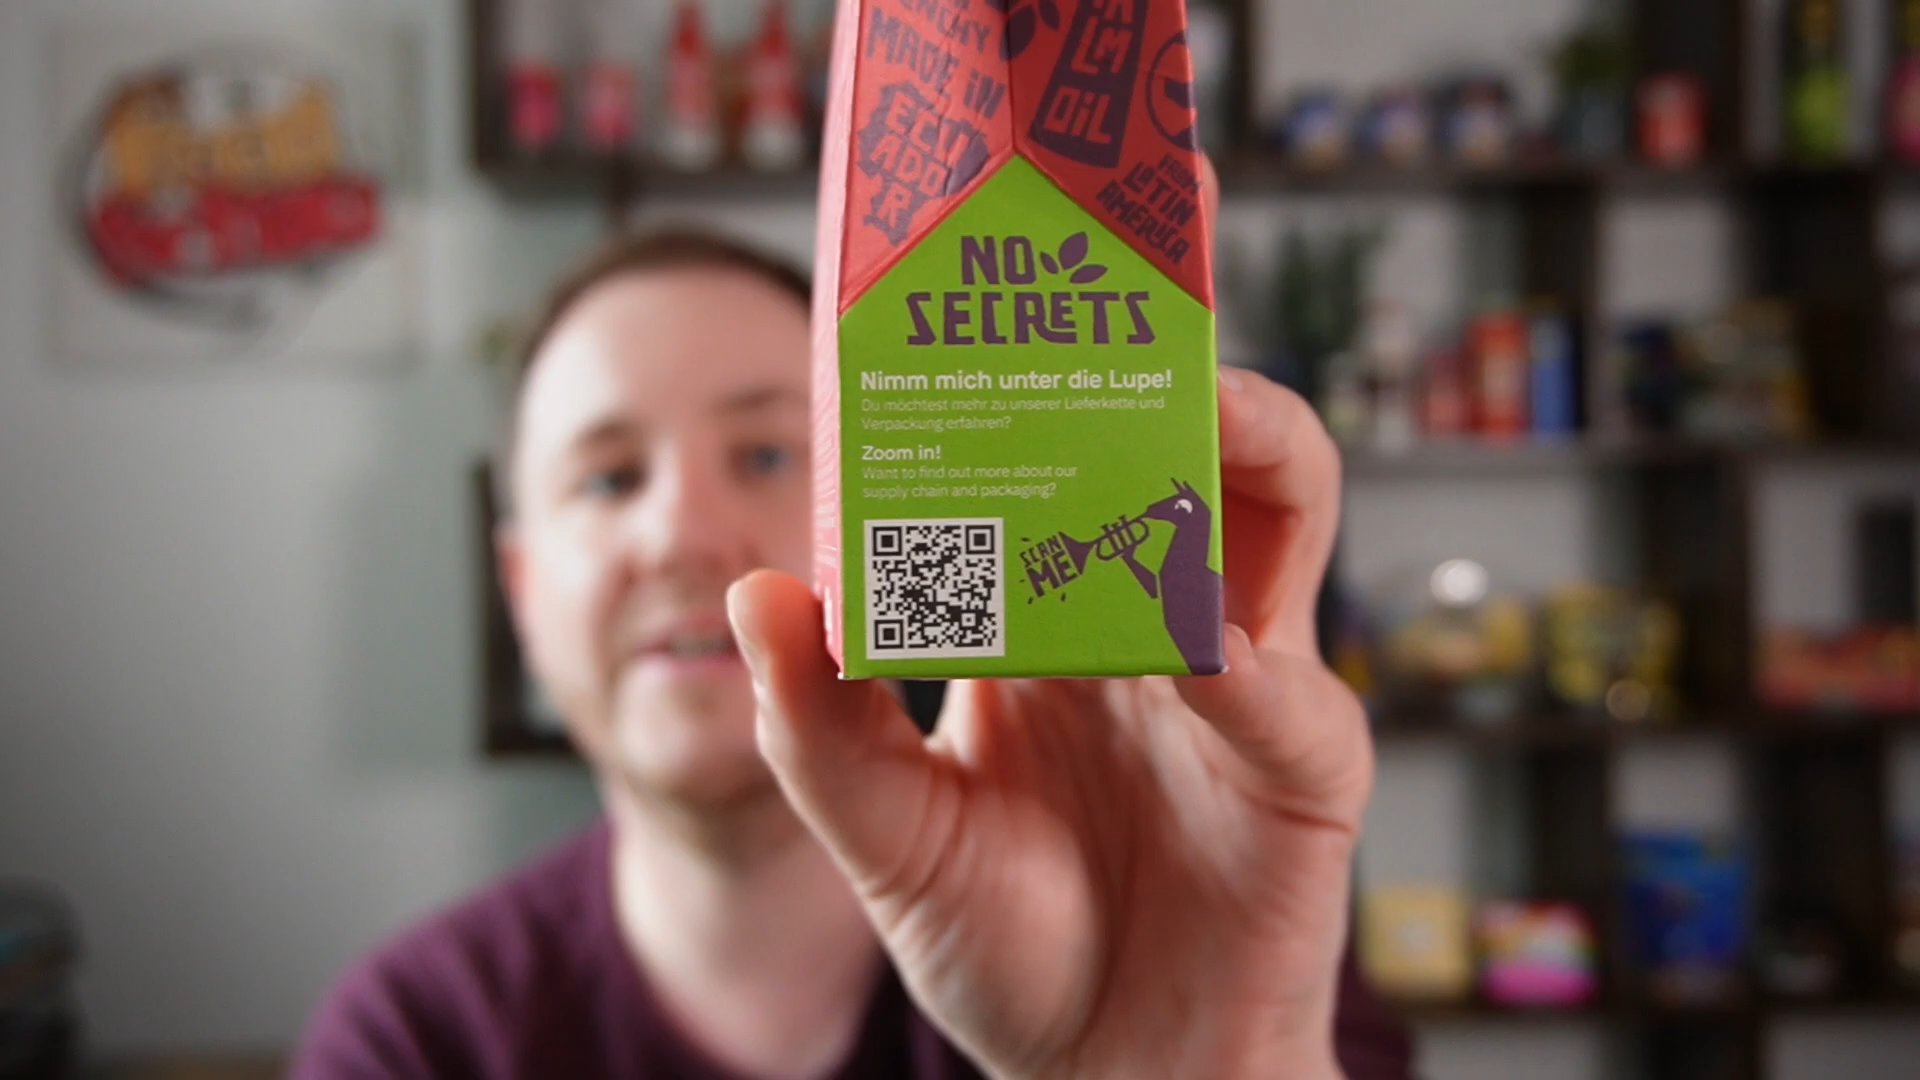 MADE IN
ECU
ADO
R
LM
OIL
FROM
LATIN
AMERICA
NO
SECRETS
Nimm mich unter die Lupe!
Du möchtest mehr zu unserer Lieferkette und
Verpackung erfahren?
Zoom in!
Want to find out more about our
supply chain and packaging?
SCAN
ME